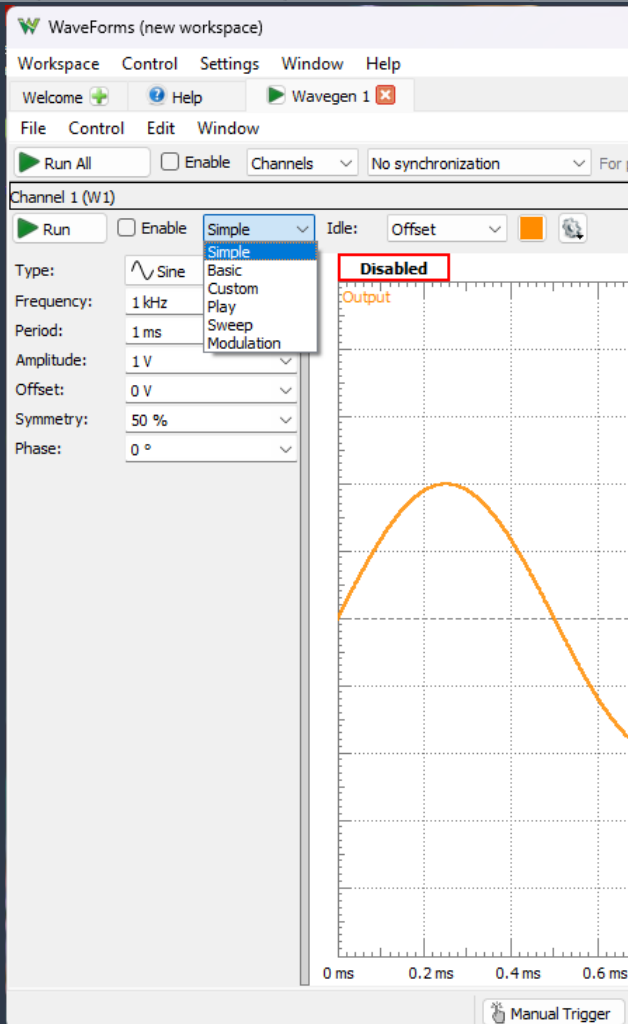 WaveForms (new workspace)
Workspace Control Settings Window Help
Welcome Help Wavegen 1
File Control Edit Window
Run All Enable Channels No synchronization For
Channel 1 (W1)
Run Enable Simple Idle: Offset
Simple
Basic
Custom
Play
Sweep
Modulation
Type: Sine
Frequency: 1 kHz
Period: 1 ms
Amplitude: 1 V
Offset: 0 V
Symmetry: 50 %
Phase: 0 °
Disabled
Output
0 ms 0.2 ms 0.4 ms 0.6 ms
Manual Trigger